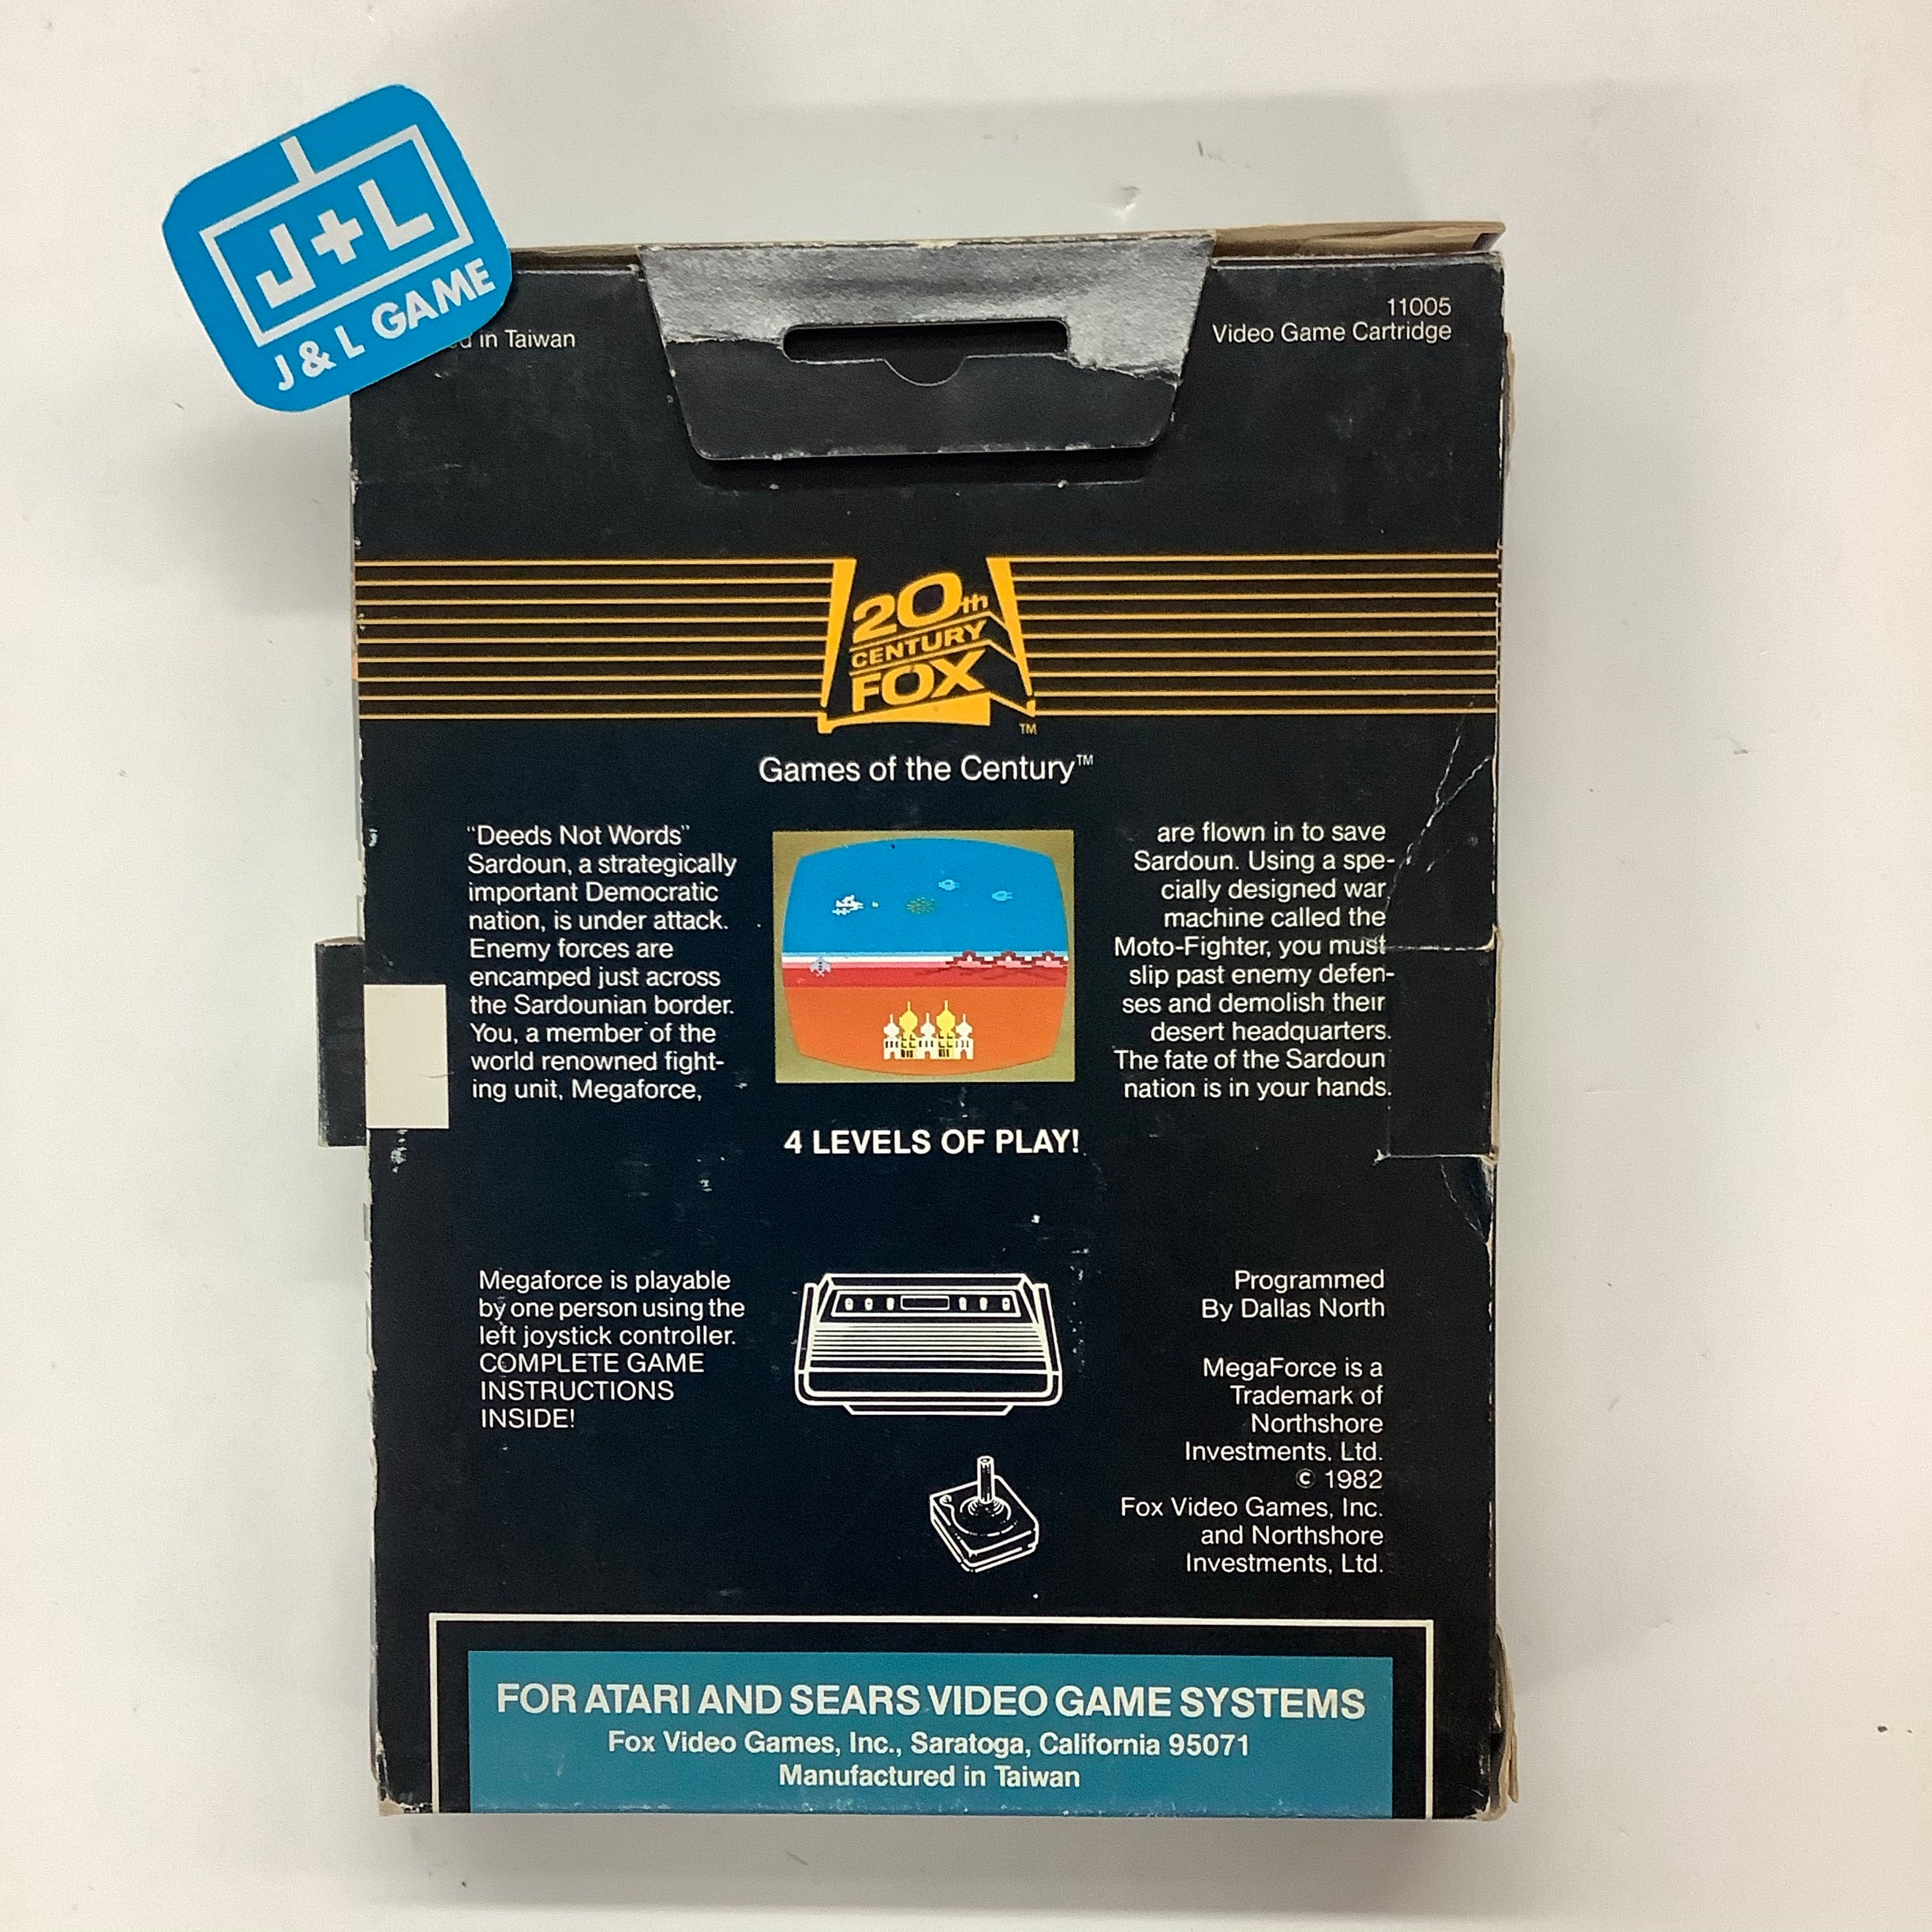 J+L
J & L GAME
in Taiwan
11005
Video Game Cartridge
20th
CENTURY
FOX
TM
Games of the Century™
“Deeds Not Words”
Sardoun, a strategically
important Democratic
nation, is under attack.
Enemy forces are
encamped just across
the Sardounian border.
You, a member of the
world renowned fight-
ing unit, Megaforce,
are flown in to save
Sardoun. Using a spe-
cially designed war
machine called the
Moto-Fighter, you must
slip past enemy defen-
ses and demolish their
desert headquarters.
The fate of the Sardoun
nation is in your hands.
4 LEVELS OF PLAY!
Megaforce is playable
by one person using the
left joystick controller.
COMPLETE GAME
INSTRUCTIONS
INSIDE!
Programmed
By Dallas North
MegaForce is a
Trademark of
Northshore
Investments, Ltd.
© 1982
Fox Video Games, Inc.
and Northshore
Investments, Ltd.
FOR ATARI AND SEARS VIDEO GAME SYSTEMS
Fox Video Games, Inc., Saratoga, California 95071
Manufactured in Taiwan